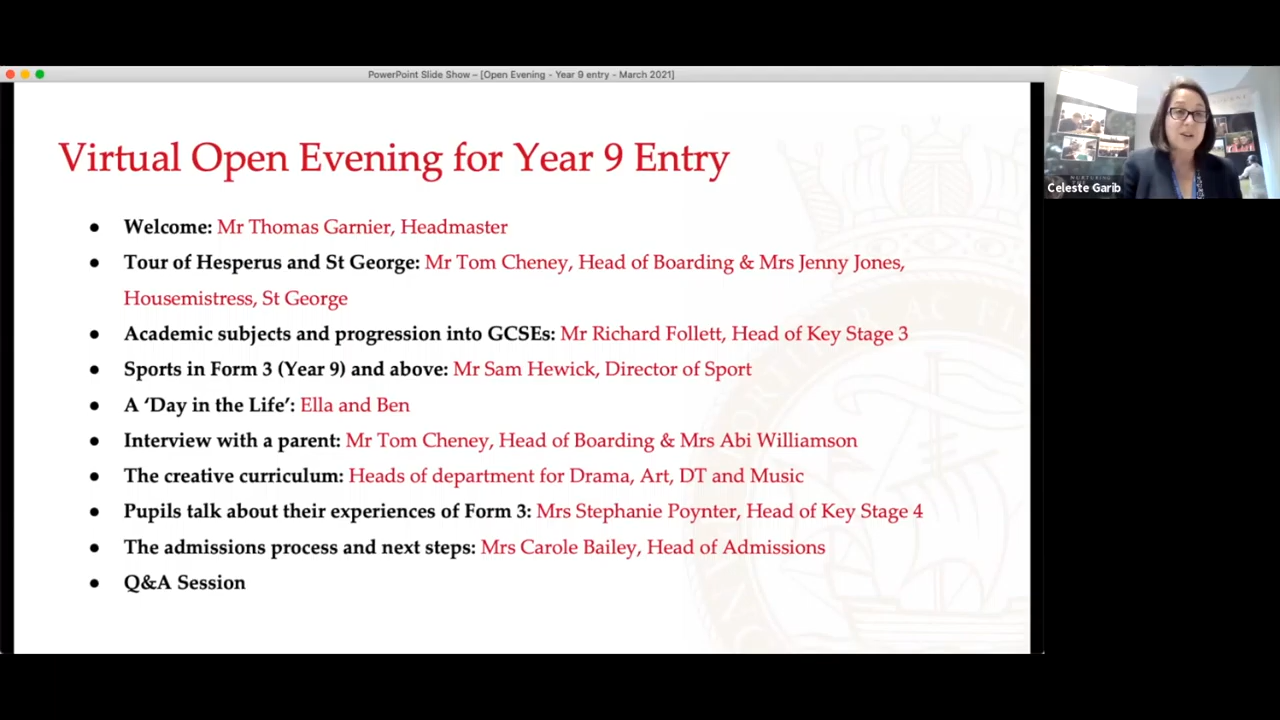 PowerPoint Slide Show – [Open Evening - Year 9 entry - March 2021]
Virtual Open Evening for Year 9 Entry
● Welcome: Mr Thomas Garnier, Headmaster
● Tour of Hesperus and St George: Mr Tom Cheney, Head of Boarding & Mrs Jenny Jones,
Housemistress, St George
● Academic subjects and progression into GCSEs: Mr Richard Follett, Head of Key Stage 3
● Sports in Form 3 (Year 9) and above: Mr Sam Hewick, Director of Sport
● A ‘Day in the Life’: Ella and Ben
● Interview with a parent: Mr Tom Cheney, Head of Boarding & Mrs Abi Williamson
● The creative curriculum: Heads of department for Drama, Art, DT and Music
● Pupils talk about their experiences of Form 3: Mrs Stephanie Poynter, Head of Key Stage 4
● The admissions process and next steps: Mrs Carole Bailey, Head of Admissions
● Q&A Session
NURTURING
Celeste Garib